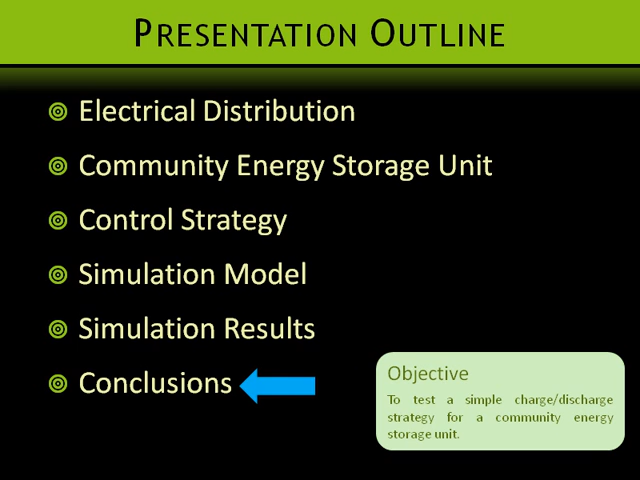 PRESENTATION OUTLINE
Electrical Distribution
Community Energy Storage Unit
Control Strategy
Simulation Model
Simulation Results
Conclusions
Objective
To test a simple charge/discharge
strategy for a community energy
storage unit.